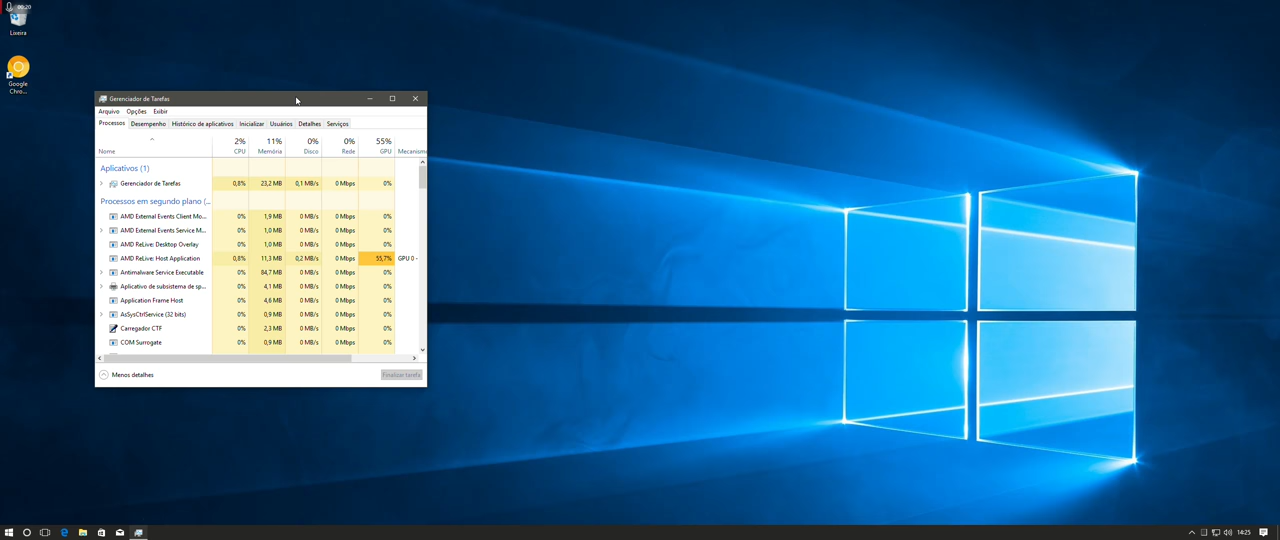 00:20
Lixeira
Google
Chro...
Gerenciador de Tarefas
Arquivo Opções Exibir
Processos Desempenho Histórico de aplicativos Inicializar Usuários Detalhes Serviços
2% 11% 0% 0% 55%
Nome CPU Memória Disco Rede GPU Mecanismo
Aplicativos (1)
Gerenciador de Tarefas 0,8% 23,2 MB 0,1 MB/s 0 Mbps 0%
Processos em segundo plano (...
AMD External Events Client Mo... 0% 1,9 MB 0 MB/s 0 Mbps 0%
AMD External Events Service M... 0% 1,0 MB 0 MB/s 0 Mbps 0%
AMD ReLive: Desktop Overlay 0% 1,0 MB 0 MB/s 0 Mbps 0%
AMD ReLive: Host Application 0,8% 11,3 MB 0,2 MB/s 0 Mbps 55,7% GPU 0 -
Antimalware Service Executable 0% 84,7 MB 0 MB/s 0 Mbps 0%
Aplicativo de subsistema de sp... 0% 4,1 MB 0 MB/s 0 Mbps 0%
Application Frame Host 0% 4,6 MB 0 MB/s 0 Mbps 0%
AsSysCtrlService (32 bits) 0% 0,9 MB 0 MB/s 0 Mbps 0%
Carregador CTF 0% 2,3 MB 0 MB/s 0 Mbps 0%
COM Surrogate 0% 0,9 MB 0 MB/s 0 Mbps 0%
Menos detalhes Finalizar tarefa
14:25